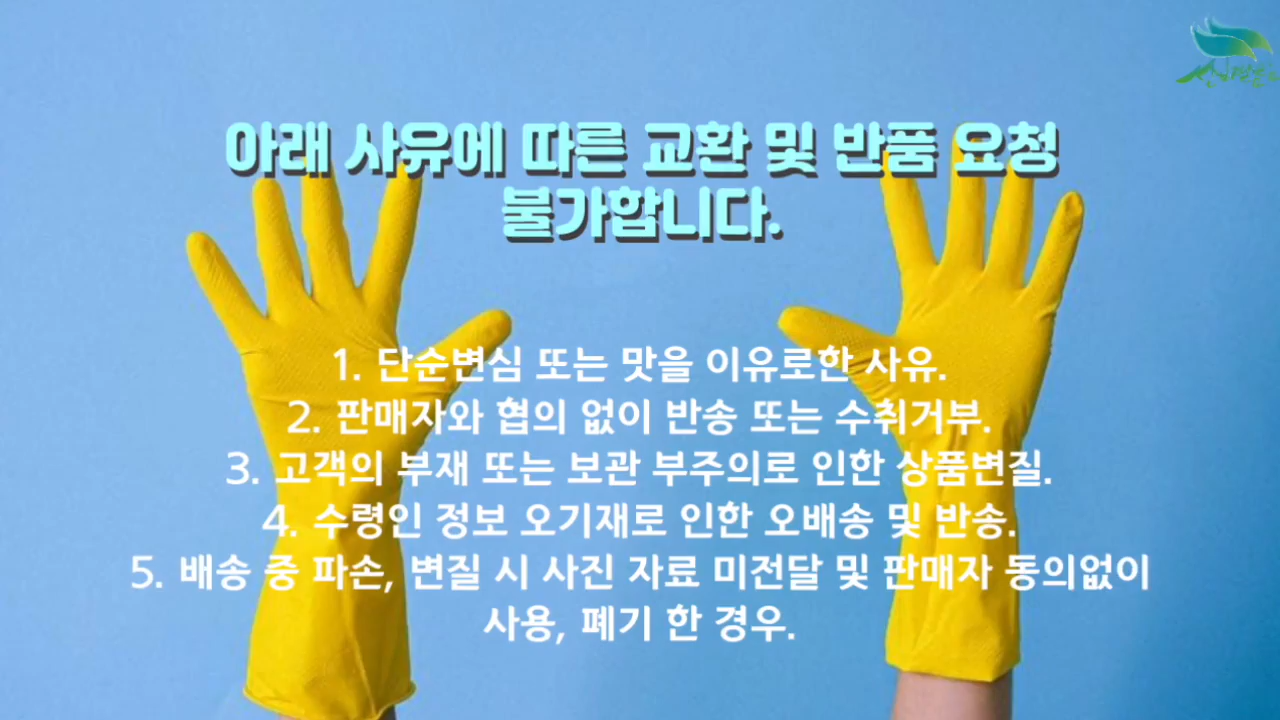 아래 사유에 따른 교환 및 반품 요청
불가합니다.
1. 단순변심 또는 맛을 이유로한 사유.
2. 판매자와 협의 없이 반송 또는 수취거부.
3. 고객의 부재 또는 보관 부주의로 인한 상품변질.
4. 수령인 정보 오기재로 인한 오배송 및 반송.
5. 배송 중 파손, 변질 시 사진 자료 미전달 및 판매자 동의없이
사용, 폐기 한 경우.